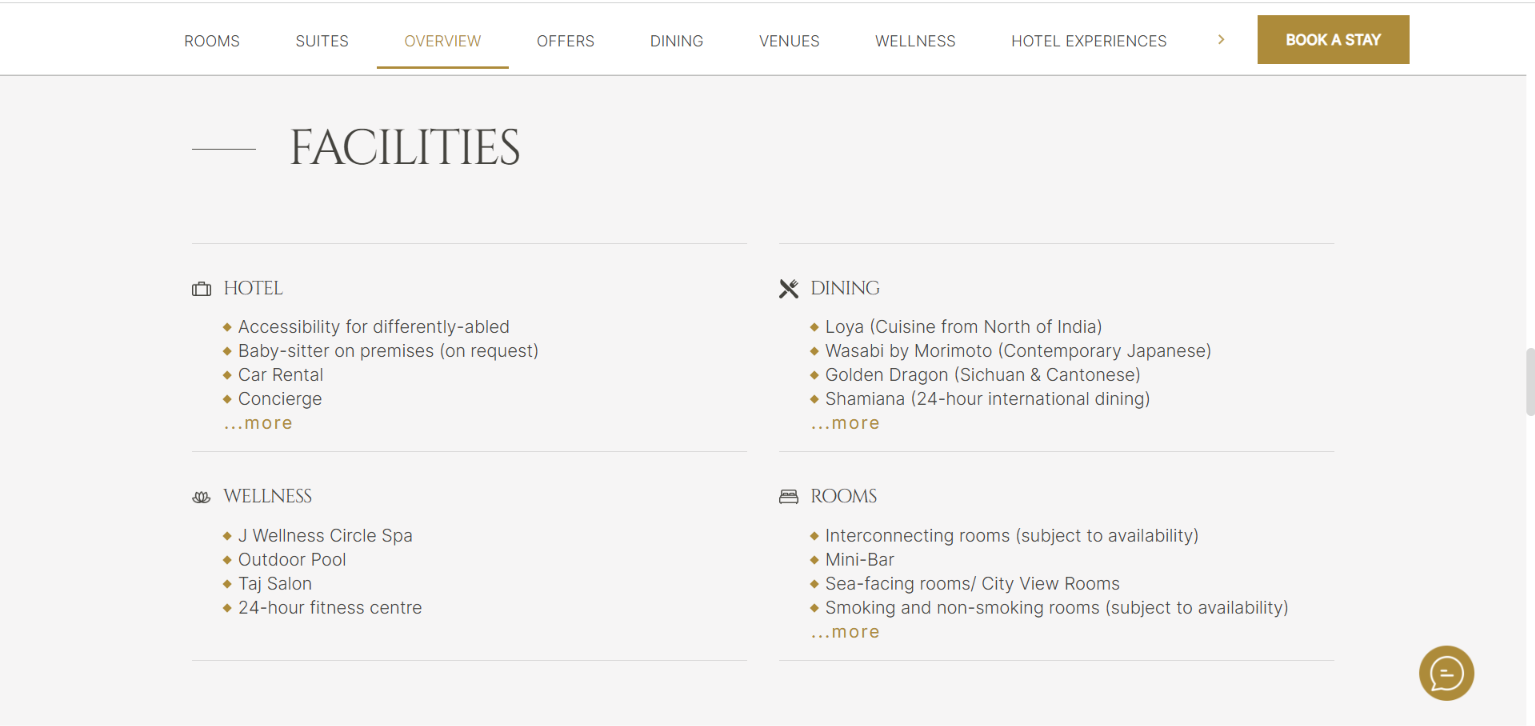 ROOMS SUITES OVERVIEW OFFERS DINING VENUES WELLNESS HOTEL EXPERIENCES > BOOK A STAY
FACILITIES
HOTEL
◆ Accessibility for differently-abled
◆ Baby-sitter on premises (on request)
◆ Car Rental
◆ Concierge
...more
DINING
◆ Loya (Cuisine from North of India)
◆ Wasabi by Morimoto (Contemporary Japanese)
◆ Golden Dragon (Sichuan & Cantonese)
◆ Shamiana (24-hour international dining)
...more
WELLNESS
◆ J Wellness Circle Spa
◆ Outdoor Pool
◆ Taj Salon
◆ 24-hour fitness centre
ROOMS
◆ Interconnecting rooms (subject to availability)
◆ Mini-Bar
◆ Sea-facing rooms/ City View Rooms
◆ Smoking and non-smoking rooms (subject to availability)
...more